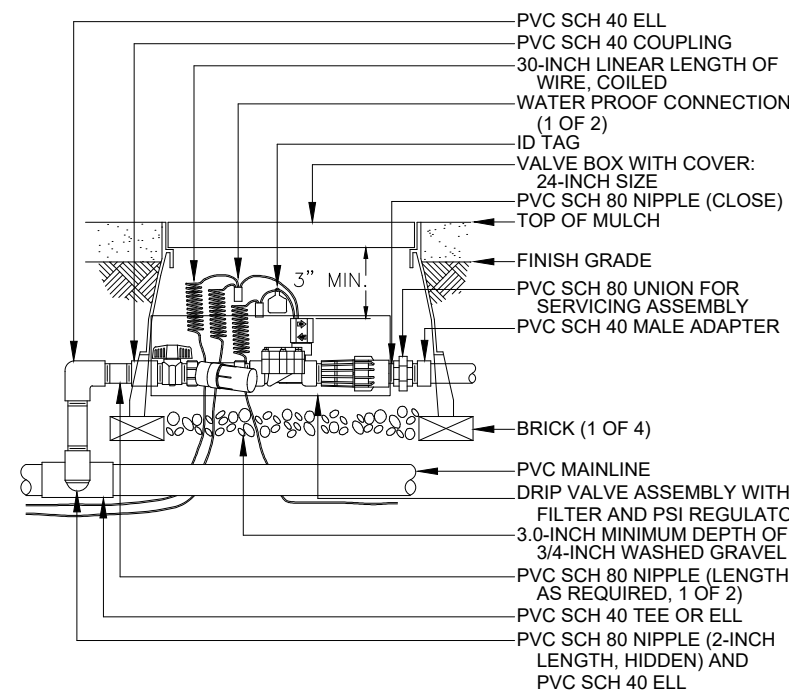 PVC SCH 40 ELL
PVC SCH 40 COUPLING
30-INCH LINEAR LENGTH OF
WIRE, COILED
WATER PROOF CONNECTION
(1 OF 2)
ID TAG
VALVE BOX WITH COVER:
24-INCH SIZE
PVC SCH 80 NIPPLE (CLOSE)
TOP OF MULCH
FINISH GRADE
3" MIN.
PVC SCH 80 UNION FOR
SERVICING ASSEMBLY
PVC SCH 40 MALE ADAPTER
BRICK (1 OF 4)
PVC MAINLINE
DRIP VALVE ASSEMBLY WITH
FILTER AND PSI REGULATO
3.0-INCH MINIMUM DEPTH OF
3/4-INCH WASHED GRAVEL
PVC SCH 80 NIPPLE (LENGTH
AS REQUIRED, 1 OF 2)
PVC SCH 40 TEE OR ELL
PVC SCH 80 NIPPLE (2-INCH
LENGTH, HIDDEN) AND
PVC SCH 40 ELL